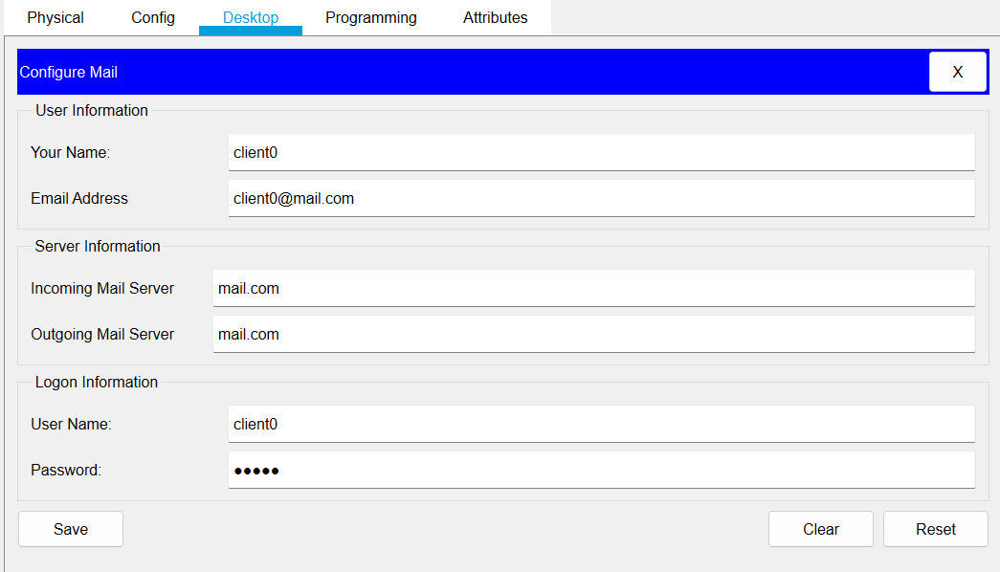 Physical Config Desktop Programming Attributes
Configure Mail X
User Information
Your Name: client0
Email Address client0@mail.com
Server Information
Incoming Mail Server mail.com
Outgoing Mail Server mail.com
Logon Information
User Name: client0
Password: •••••
Save Clear Reset